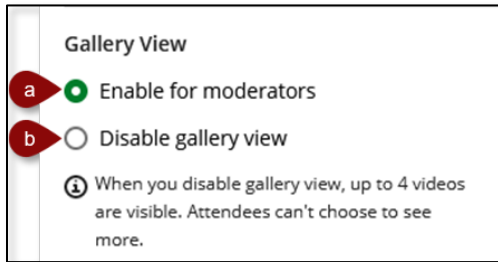 Gallery View
a Enable for moderators
b Disable gallery view
When you disable gallery view, up to 4 videos
are visible. Attendees can't choose to see
more.